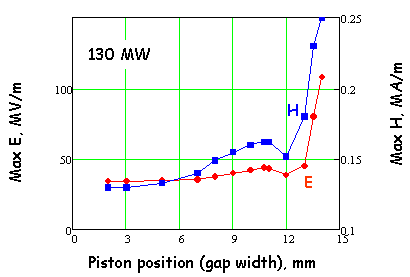 130 MW
Max E, MV/m
100
50
0
0.25
0.2
0.15
0.1
Max H, MA/m
H
E
0 3 6 9 12 15
Piston position (gap width), mm